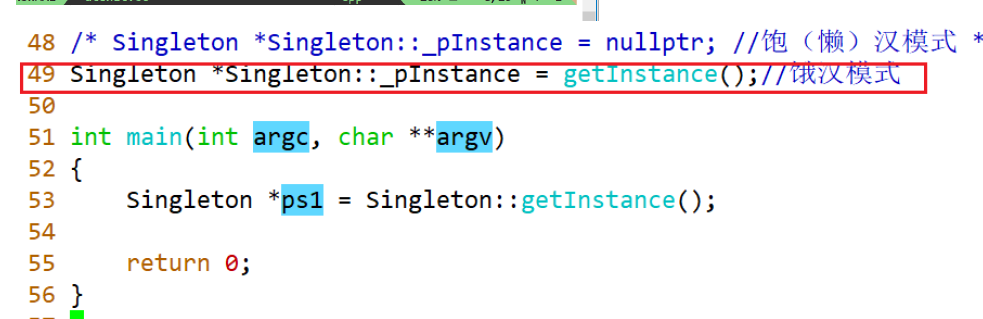 48 /* Singleton *Singleton::_pInstance = nullptr; //饱（懒）汉模式 *
49 Singleton *Singleton::_pInstance = getInstance();//饿汉模式
50
51 int main(int argc, char **argv)
52 {
53     Singleton *ps1 = Singleton::getInstance();
54
55     return 0;
56 }